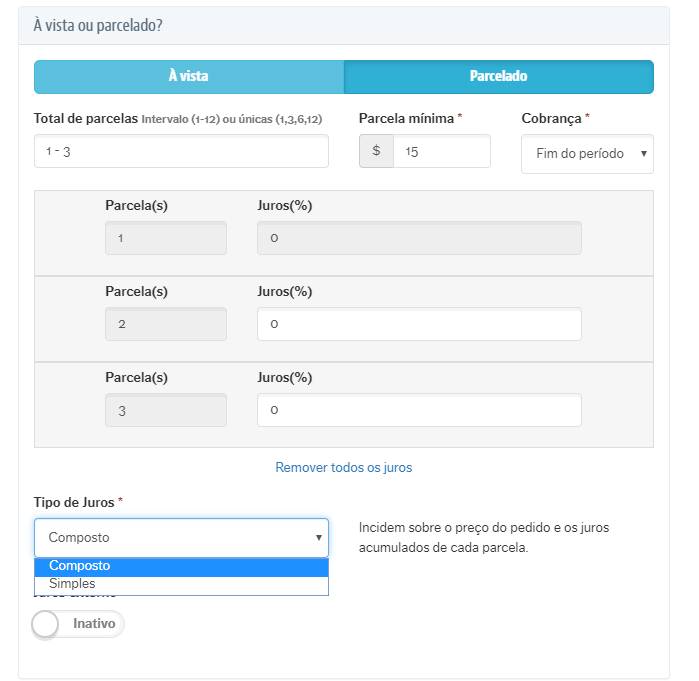 À vista ou parcelado?
À vista Parcelado
Total de parcelas Intervalo (1-12) ou únicas (1,3,6,12) Parcela mínima * Cobrança *
1 - 3 $ 15 Fim do período
Parcela(s) Juros(%)
1 0
Parcela(s) Juros(%)
2 0
Parcela(s) Juros(%)
3 0
Remover todos os juros
Tipo de Juros *
Composto
Incidem sobre o preço do pedido e os juros
acumulados de cada parcela.
Composto
Simples
Inativo